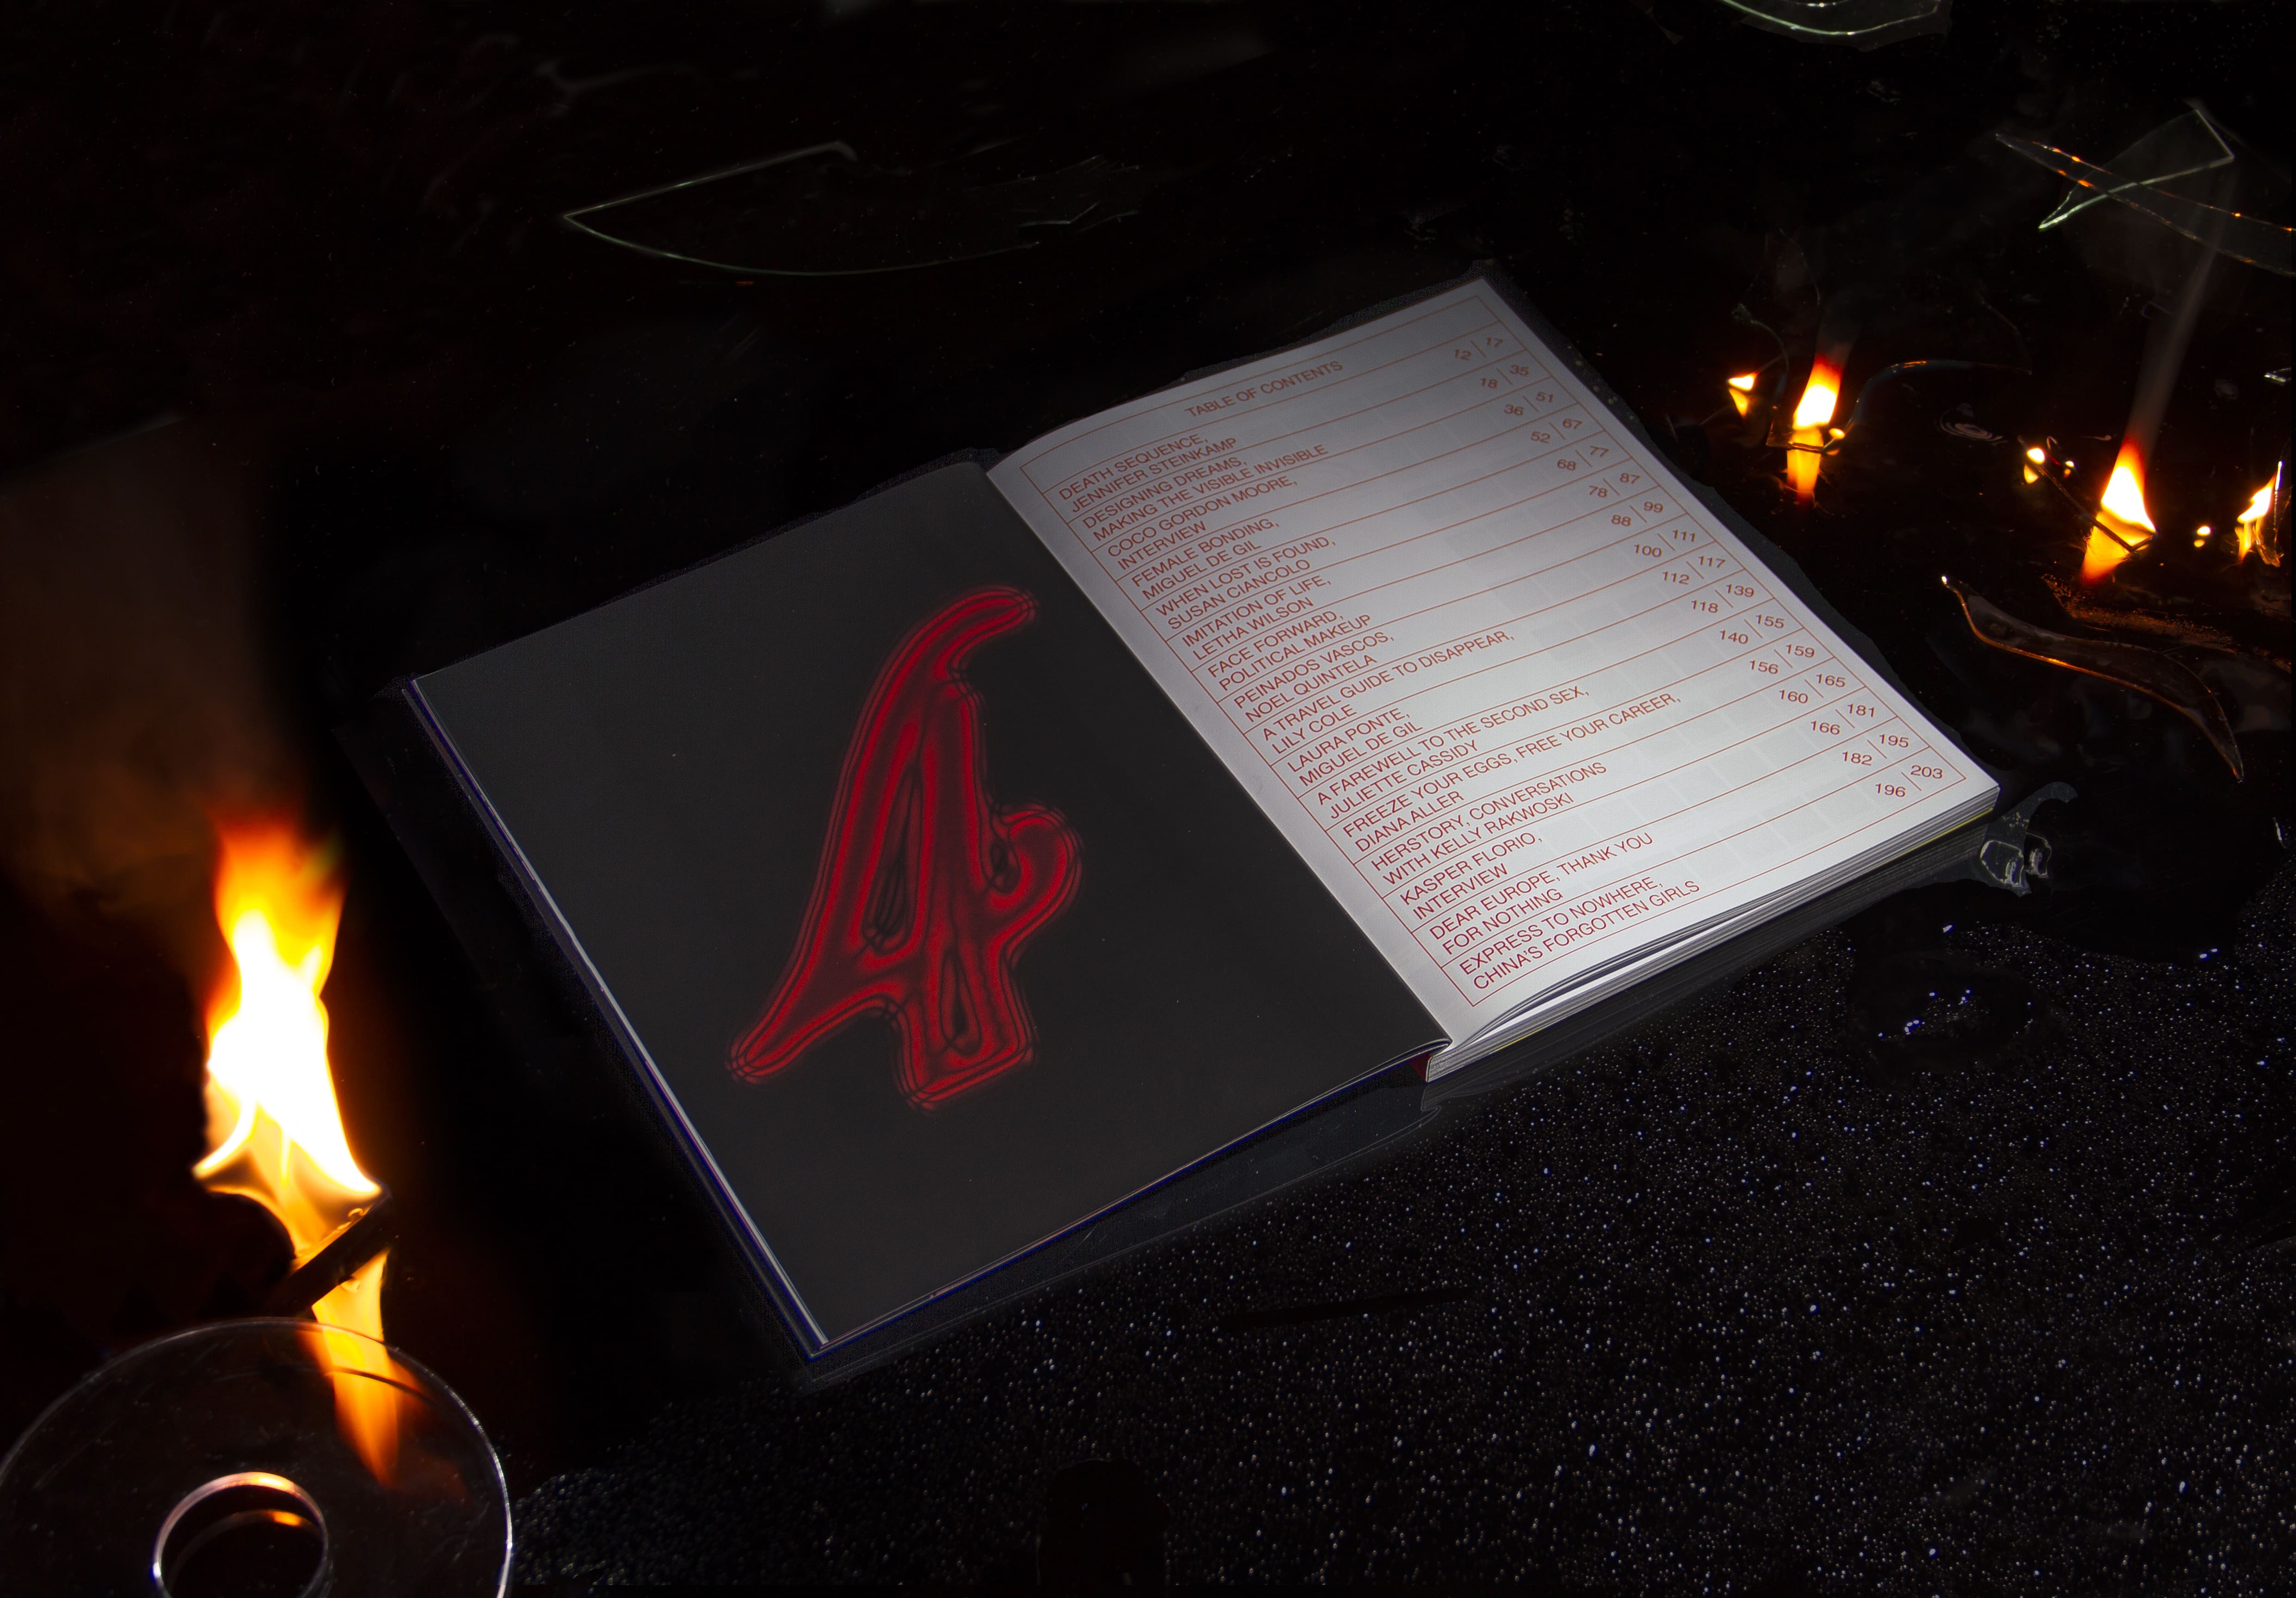 4
TABLE OF CONTENTS
DEATH SEQUENCE, 12 | 17
JENNIFER STEINKAMP
DESIGNING DREAMS, 18 | 35
MAKING THE VISIBLE INVISIBLE
COCO GORDON MOORE, 36 | 51
INTERVIEW
FEMALE BONDING, 52 | 67
MIGUEL DE GIL
WHEN LOST IS FOUND, 68 | 77
SUSAN CIANCOLO
IMITATION OF LIFE, 78 | 87
LETHA WILSON
FACE FORWARD, 88 | 99
POLITICAL MAKEUP
PEINADOS VASCOS, 100 | 111
NOEL QUINTELA
A TRAVEL GUIDE TO DISAPPEAR, 112 | 117
LILY COLE
LAURA PONTE, 118 | 139
MIGUEL DE GIL
A FAREWELL TO THE SECOND SEX, 140 | 155
JULIETTE CASSIDY
FREEZE YOUR EGGS, FREE YOUR CAREER, 156 | 159
DIANA ALLER
HERSTORY, CONVERSATIONS 160 | 165
WITH KELLY RAKWOSKI
KASPER FLORIO, 166 | 181
INTERVIEW
DEAR EUROPE, THANK YOU 182 | 195
FOR NOTHING
EXPRESS TO NOWHERE, 196 | 203
CHINA'S FORGOTTEN GIRLS